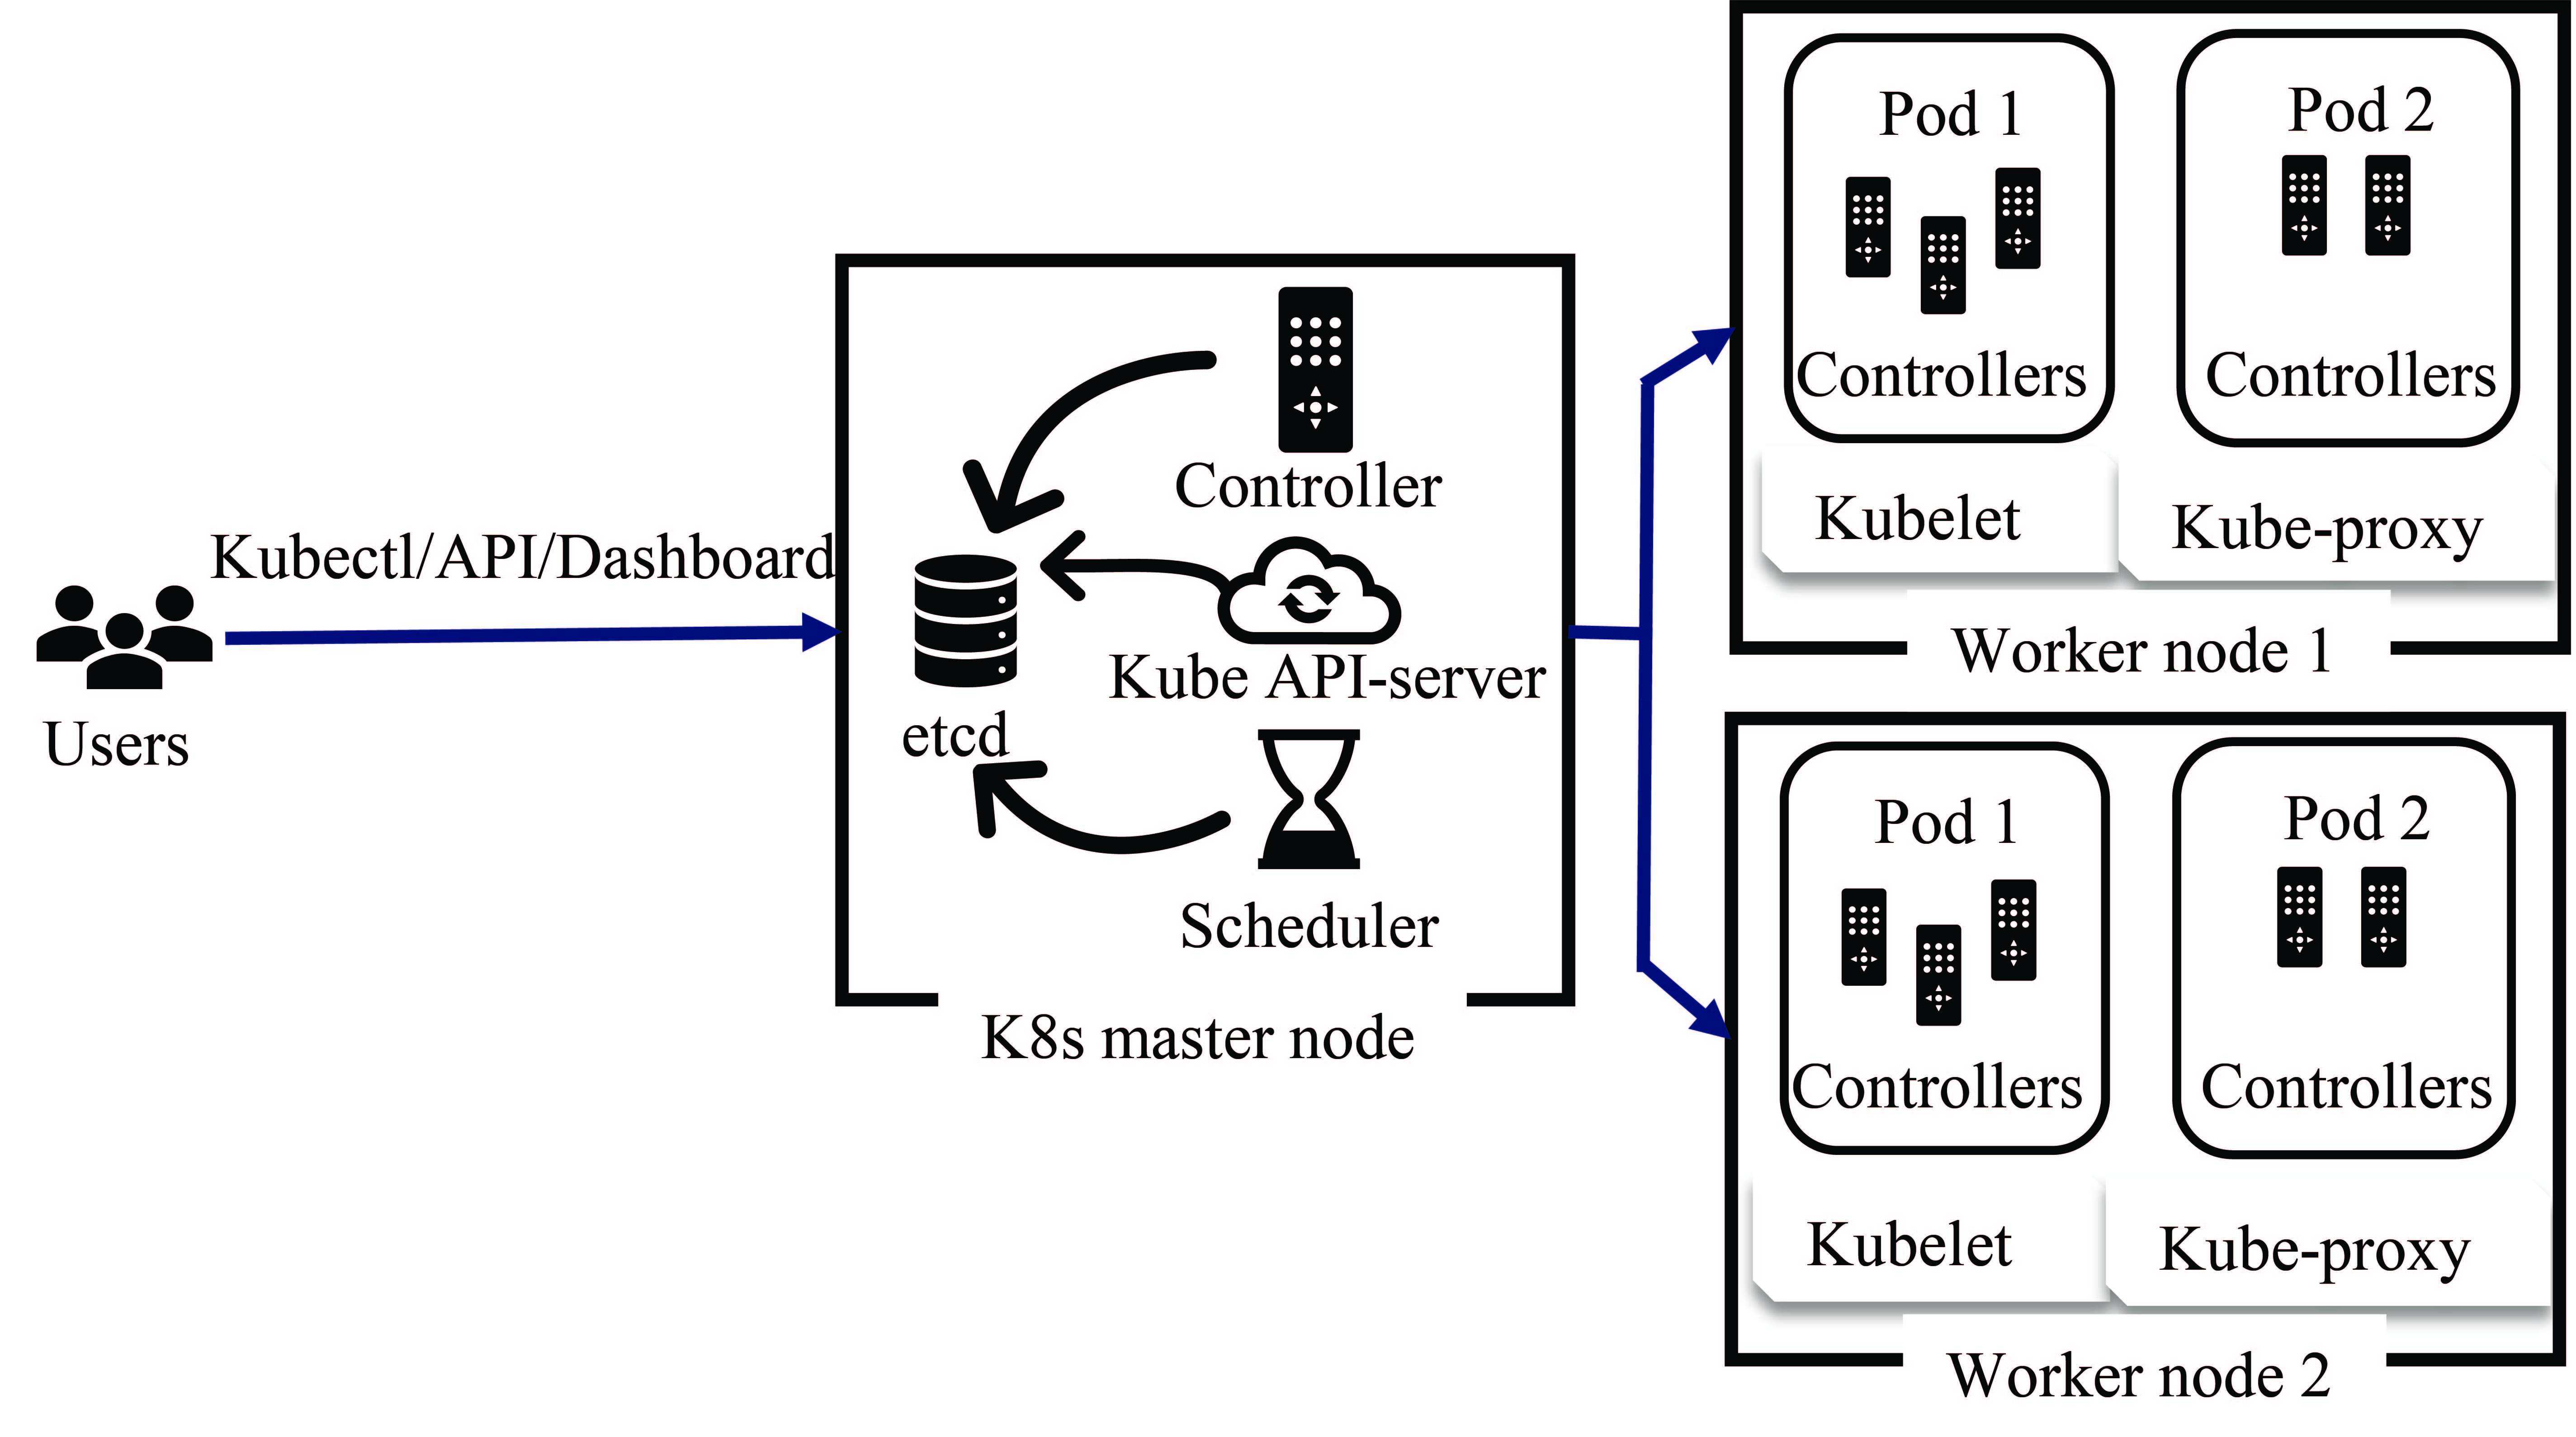 Users
Kubectl/API/Dashboard
Controller
Kube API-server
etcd
Scheduler
K8s master node
Pod 1
Controllers
Pod 2
Controllers
Kubelet
Kube-proxy
Worker node 1
Pod 1
Controllers
Pod 2
Controllers
Kubelet
Kube-proxy
Worker node 2